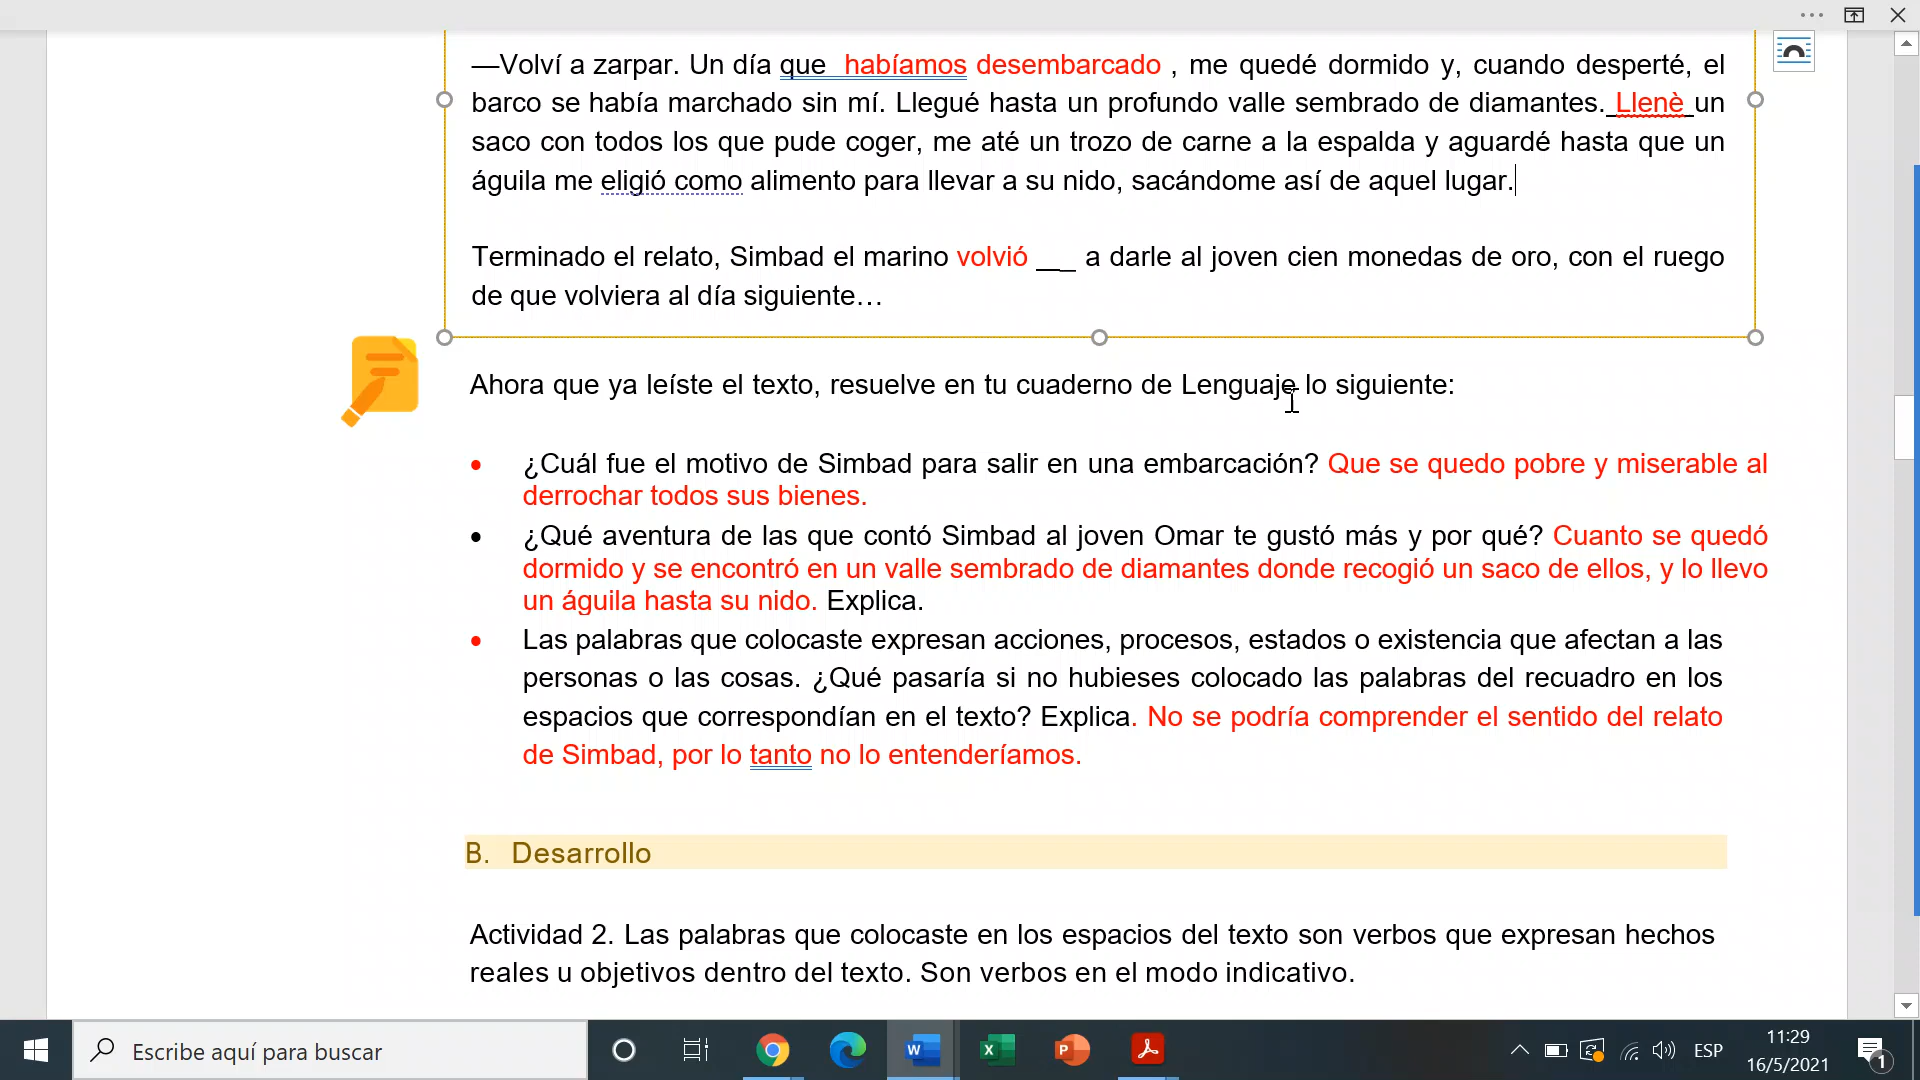 —Volví a zarpar. Un día que habíamos desembarcado , me quedé dormido y, cuando desperté, el
barco se había marchado sin mí. Llegué hasta un profundo valle sembrado de diamantes. Llenè un
saco con todos los que pude coger, me até un trozo de carne a la espalda y aguardé hasta que un
águila me eligió como alimento para llevar a su nido, sacándome así de aquel lugar.
Terminado el relato, Simbad el marino volvió ___ a darle al joven cien monedas de oro, con el ruego
de que volviera al día siguiente…
Ahora que ya leíste el texto, resuelve en tu cuaderno de Lenguaje lo siguiente:
• ¿Cuál fue el motivo de Simbad para salir en una embarcación? Que se quedo pobre y miserable al
derrochar todos sus bienes.
• ¿Qué aventura de las que contó Simbad al joven Omar te gustó más y por qué? Cuanto se quedó
dormido y se encontró en un valle sembrado de diamantes donde recogió un saco de ellos, y lo llevo
un águila hasta su nido. Explica.
• Las palabras que colocaste expresan acciones, procesos, estados o existencia que afectan a las
personas o las cosas. ¿Qué pasaría si no hubieses colocado las palabras del recuadro en los
espacios que correspondían en el texto? Explica. No se podría comprender el sentido del relato
de Simbad, por lo tanto no lo entenderíamos.
B. Desarrollo
Actividad 2. Las palabras que colocaste en los espacios del texto son verbos que expresan hechos
reales u objetivos dentro del texto. Son verbos en el modo indicativo.
Escribe aquí para buscar
W
X
P
ESP
11:29
16/5/2021
1